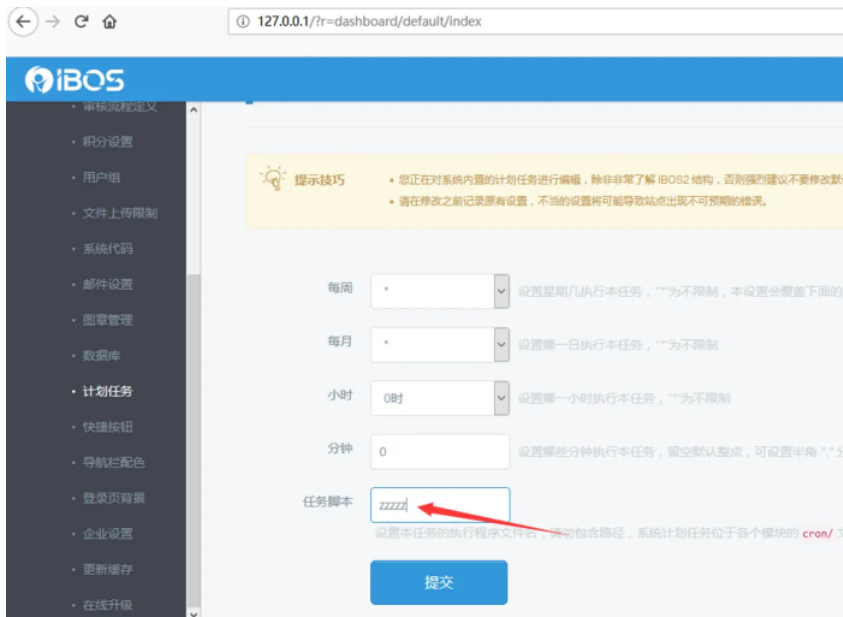 127.0.0.1/?r=dashboard/default/index
iBOS
审核流程定义
积分设置
用户组
文件上传限制
系统代码
邮件设置
图章管理
数据库
计划任务
快捷按钮
导航栏配色
登录页背景
企业设置
更新缓存
在线升级
提示技巧
• 您正在对系统内置的计划任务进行编辑，除非非常了解 IBOS2 结构，否则强烈建议不要修改默
• 请在修改之前记录原有设置，不当的设置将可能导致站点出现不可预期的错误。
每周 * 设置星期几执行本任务，"*"为不限制，本设置会覆盖下面的
每月 * 设置哪一日执行本任务，"*"为不限制
小时 0时 设置哪一小时执行本任务，"*"为不限制
分钟 0 设置哪些分钟执行本任务，留空默认整点，可设置半角 ","
任务脚本 zzzzz
设置本任务的执行程序文件名，请勿包含路径，系统计划任务位于各个模块的 cron/
提交